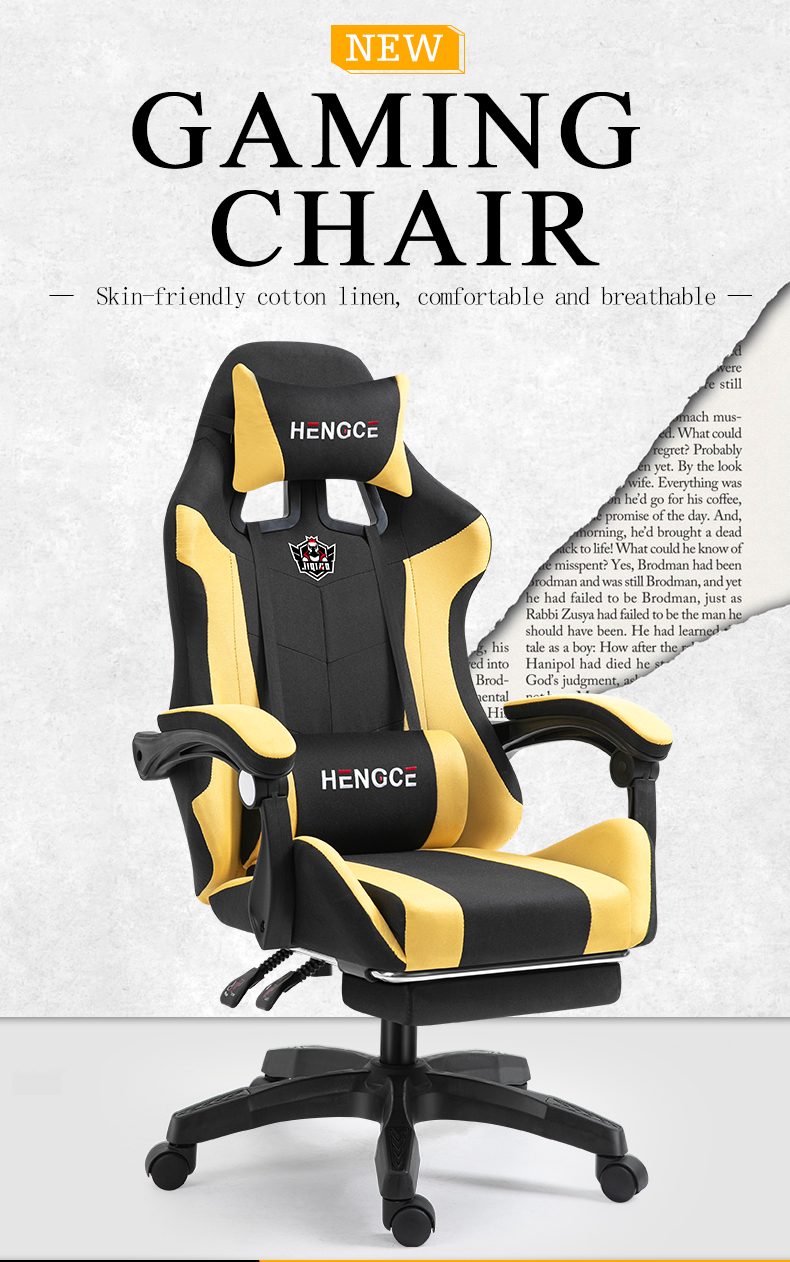 NEW
GAMING
CHAIR
Skin-friendly cotton linen, comfortable and breathable
HENGCE
were
still
mach mus-
What could
regret? Probably
yet. By the look
wife. Everything was
he'd go for his coffee,
promise of the day. And,
morning, he'd brought a dead
back to life! What could he know of
misspent? Yes, Brodman had been
Brodman and was still Brodman, and yet
he had failed to be Brodman, just as
Rabbi Zusya had failed to be the man he
should have been. He had learned
tale as a boy: How after the
Hanipol had died he
God's judgment,
his
into
Brod-
mental
HENGCE